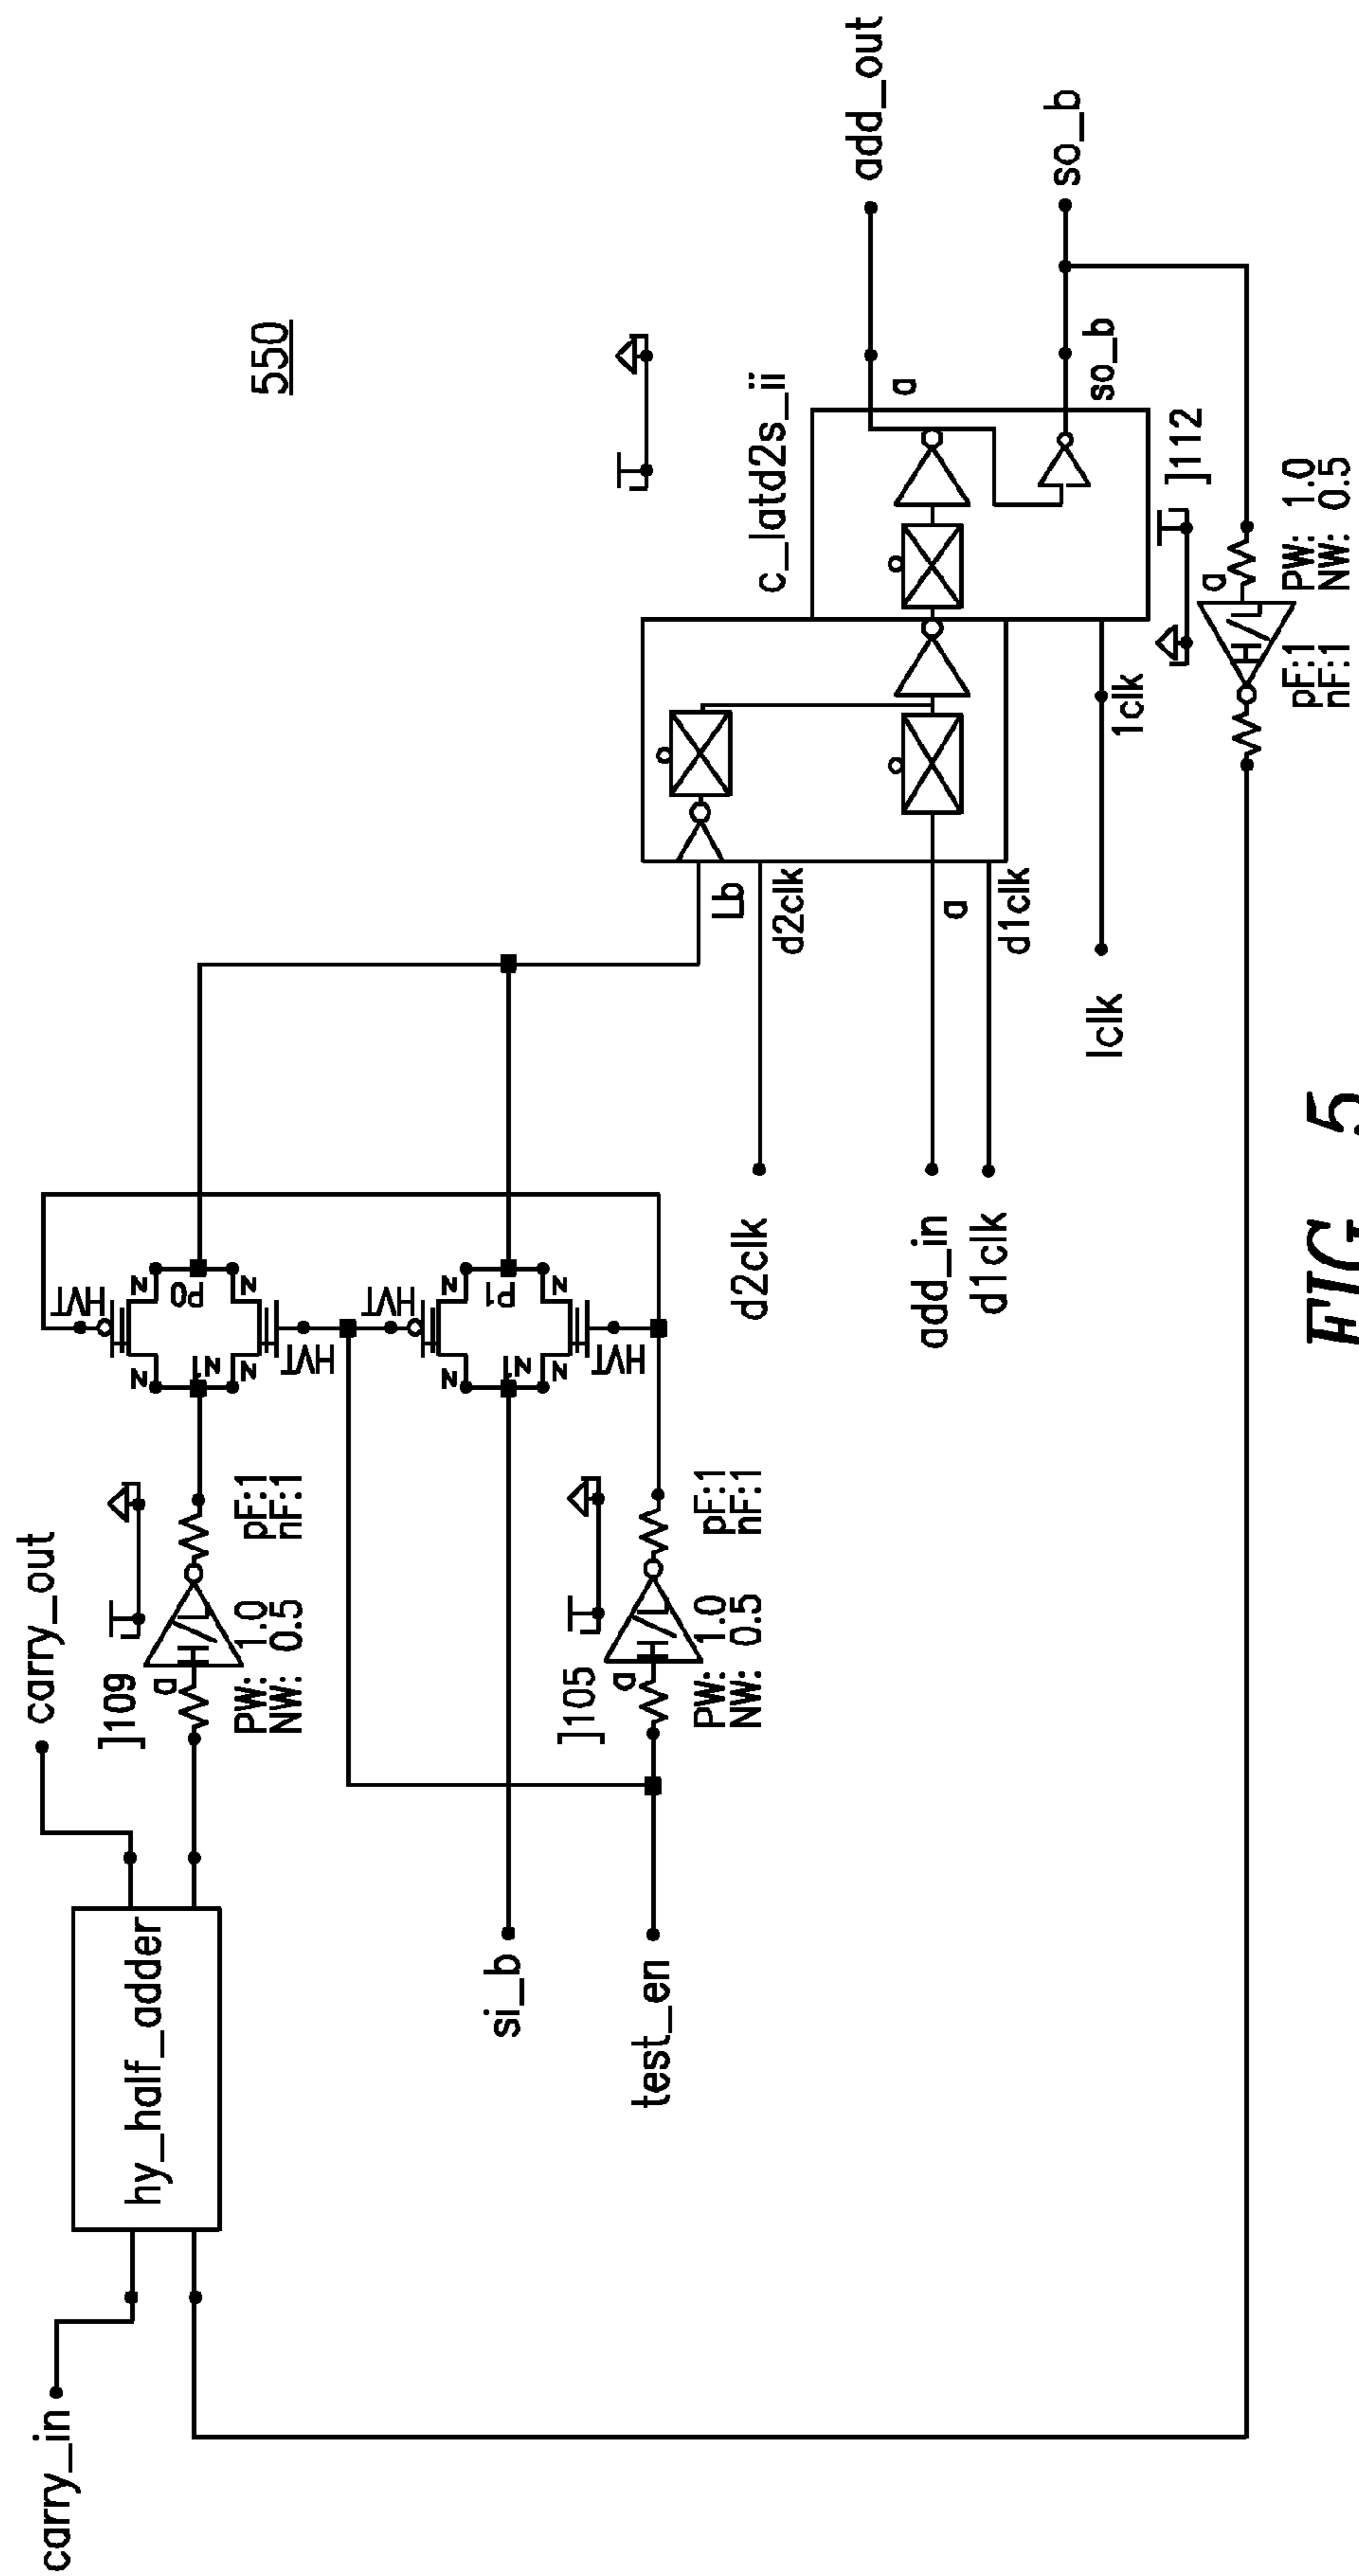 550
carry_in
hy_half_adder
carry_out
]109
a
PW: 1.0
NW: 0.5
pF:1
nF:1
HVT
N
N
N1
P0
N
N
HVT
si_b
HVT
N
N
N1
P1
N
N
HVT
test_en
]105
a
PW: 1.0
NW: 0.5
pF:1
nF:1
d2clk
add_in
d1clk
lclk
Lb
d2clk
a
d1clk
1clk
c_latd2s_ii
a
add_out
so_b
so_b
]112
a
pF:1
nF:1
PW: 1.0
NW: 0.5
FIG. 5